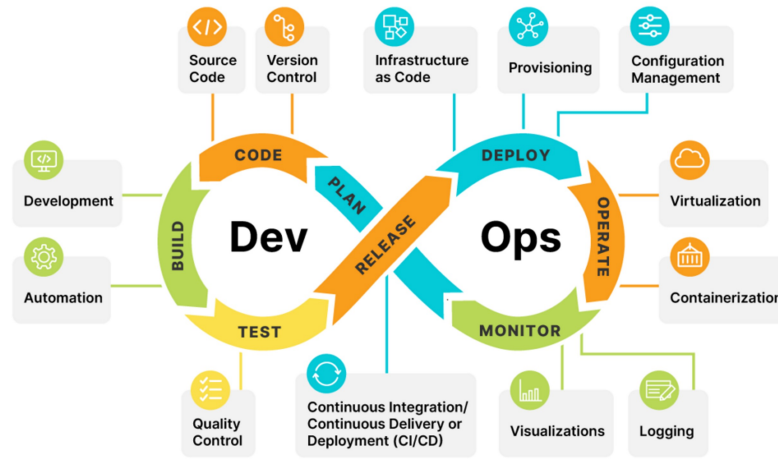 Source
Code
Version
Control
Infrastructure
as Code
Provisioning
Configuration
Management
Development
Automation
CODE
PLAN
BUILD
Dev
TEST
RELEASE
DEPLOY
Ops
OPERATE
MONITOR
Virtualization
Containerization
Quality
Control
Continuous Integration/
Continuous Delivery or
Deployment (CI/CD)
Visualizations
Logging